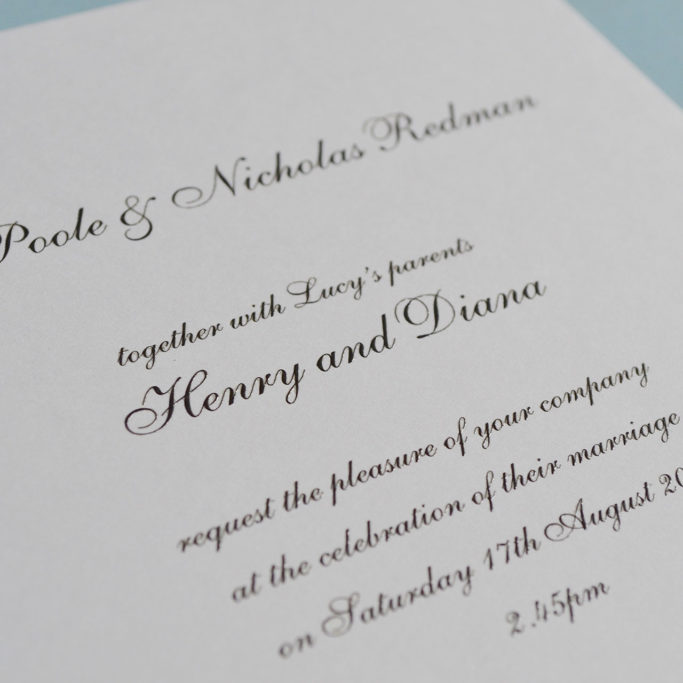 Poole & Nicholas Redman
together with Lucy's parents
Henry and Diana
request the pleasure of your company
at the celebration of their marriage
on Saturday 17th August 20
2.45pm